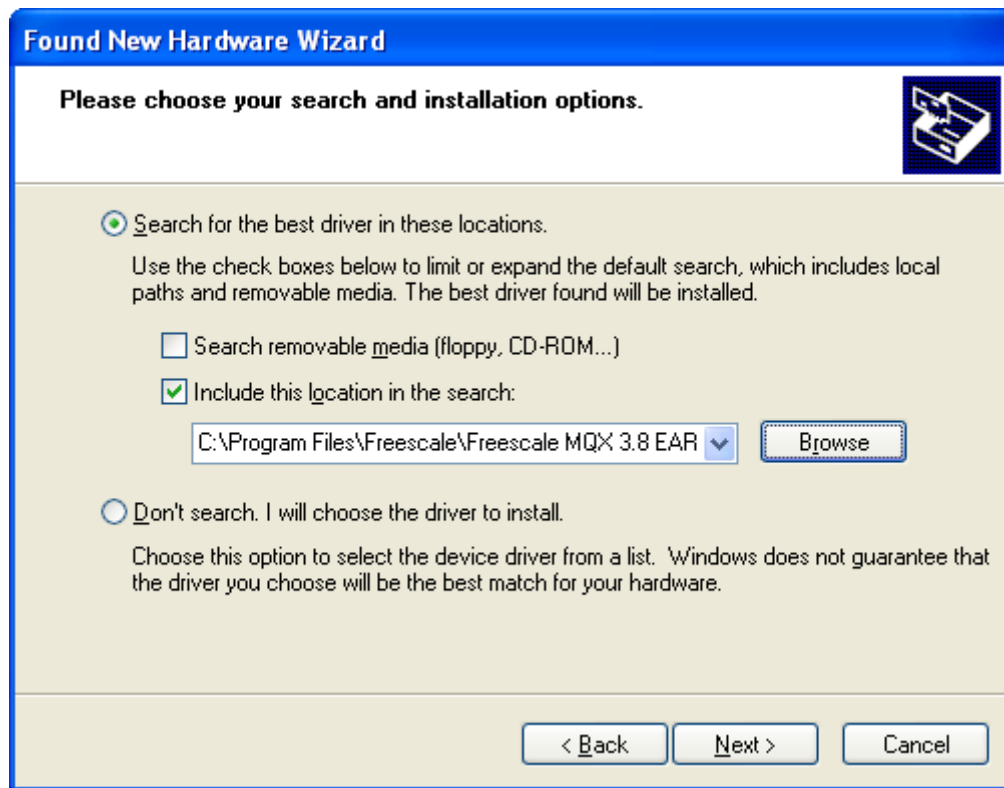 Found New Hardware Wizard
Please choose your search and installation options.
Search for the best driver in these locations.
Use the check boxes below to limit or expand the default search, which includes local
paths and removable media. The best driver found will be installed.
Search removable media (floppy, CD-ROM...)
Include this location in the search:
C:\Program Files\Freescale\Freescale MQX 3.8 EAR
Browse
Don't search. I will choose the driver to install.
Choose this option to select the device driver from a list. Windows does not guarantee that
the driver you choose will be the best match for your hardware.
< Back
Next >
Cancel